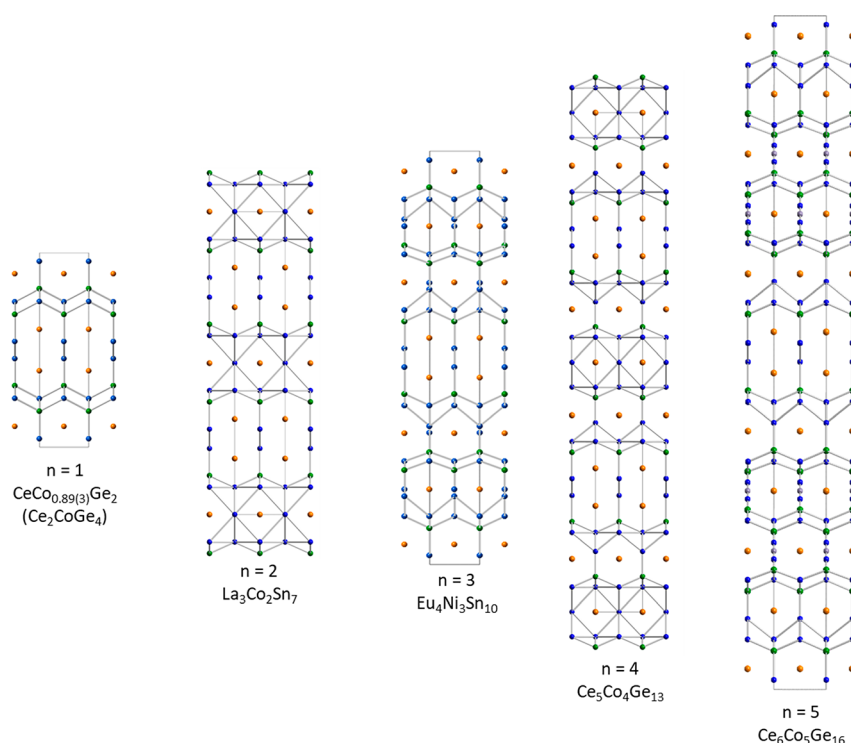 n = 1
CeCo₀.₈₉₍₃₎Ge₂
(Ce₂CoGe₄)
n = 2
La₃Co₂Sn₇
n = 3
Eu₄Ni₃Sn₁₀
n = 4
Ce₅Co₄Ge₁₃
n = 5
Ce₆Co₅Ge₁₆